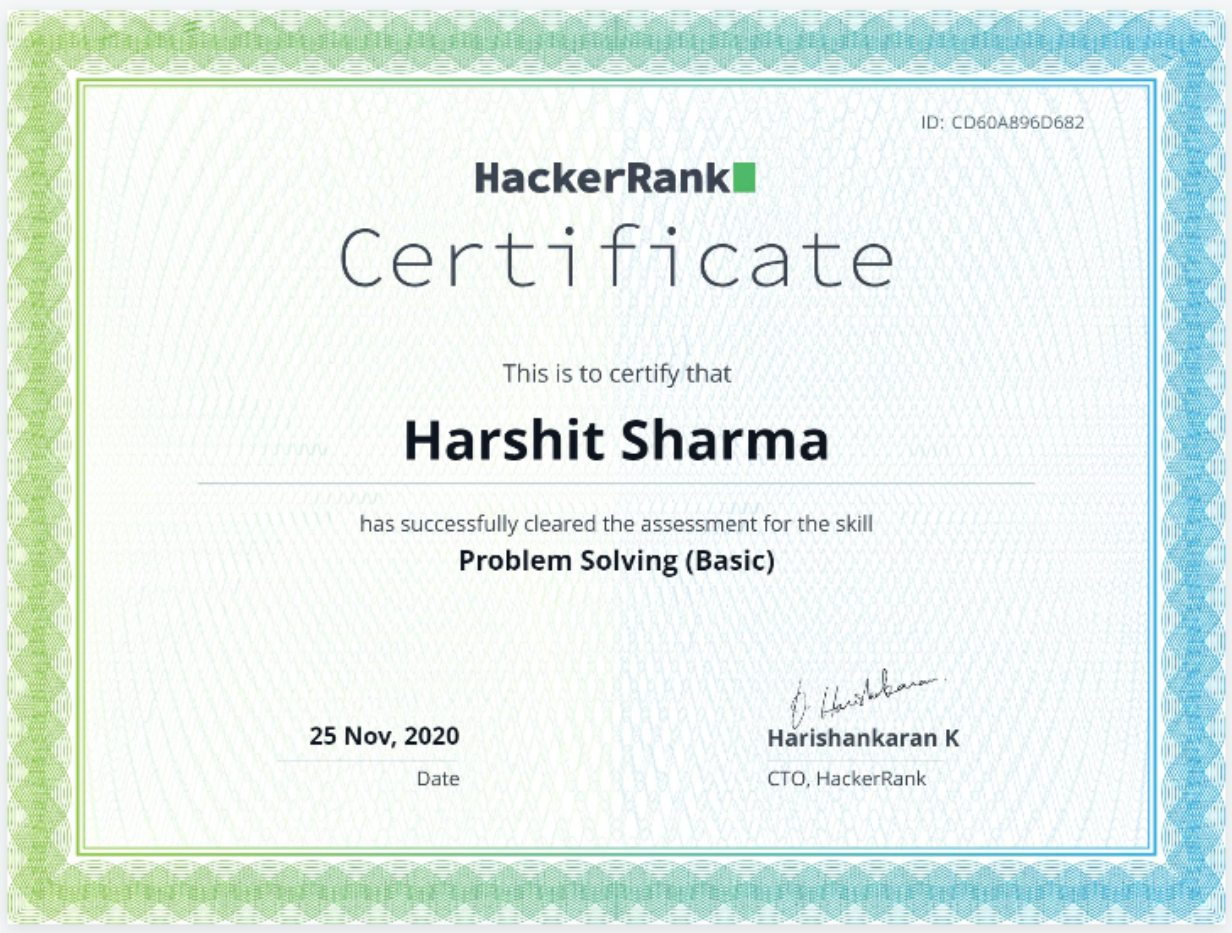 ID: CD60A896D682
HackerRank
Certificate
This is to certify that
Harshit Sharma
has successfully cleared the assessment for the skill
Problem Solving (Basic)
25 Nov, 2020
Date
Harishankaran K
CTO, HackerRank